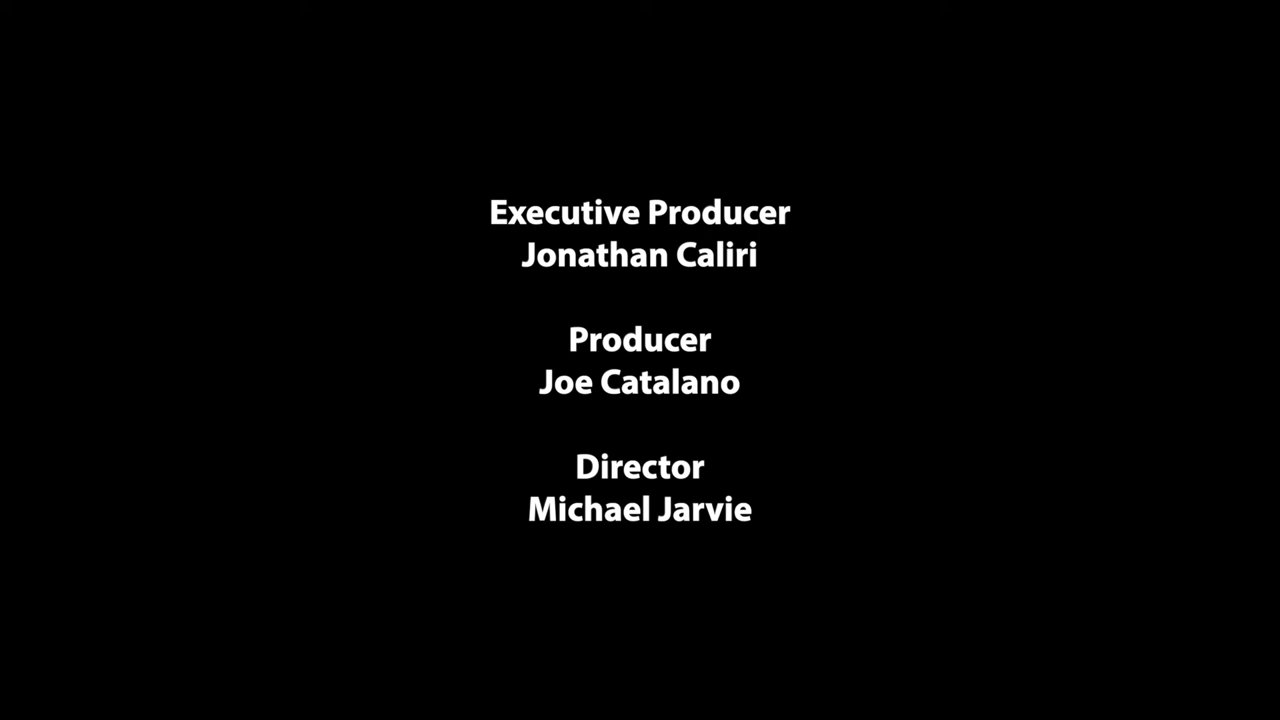 Executive Producer
Jonathan Caliri
Producer
Joe Catalano
Director
Michael Jarvie